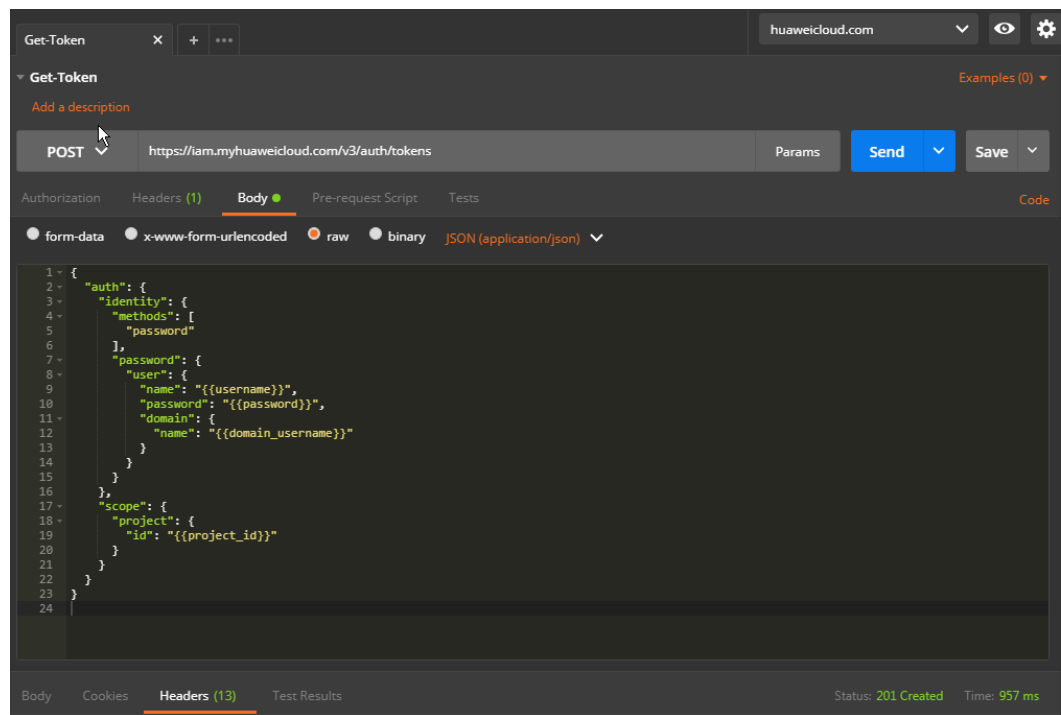 Get-Token
huaweicloud.com
Get-Token
Examples (0)
Add a description
POST https://iam.myhuaweicloud.com/v3/auth/tokens Params Send Save
Authorization Headers (1) Body Pre-request Script Tests Code
form-data x-www-form-urlencoded raw binary JSON (application/json)
1 {
2 "auth": {
3 "identity": {
4 "methods": [
5 "password"
6 ],
7 "password": {
8 "user": {
9 "name": "{{username}}",
10 "password": "{{password}}",
11 "domain": {
12 "name": "{{domain_username}}"
13 }
14 }
15 }
16 },
17 "scope": {
18 "project": {
19 "id": "{{project_id}}"
20 }
21 }
22 }
23 }
24
Body Cookies Headers (13) Test Results Status: 201 Created Time: 957 ms